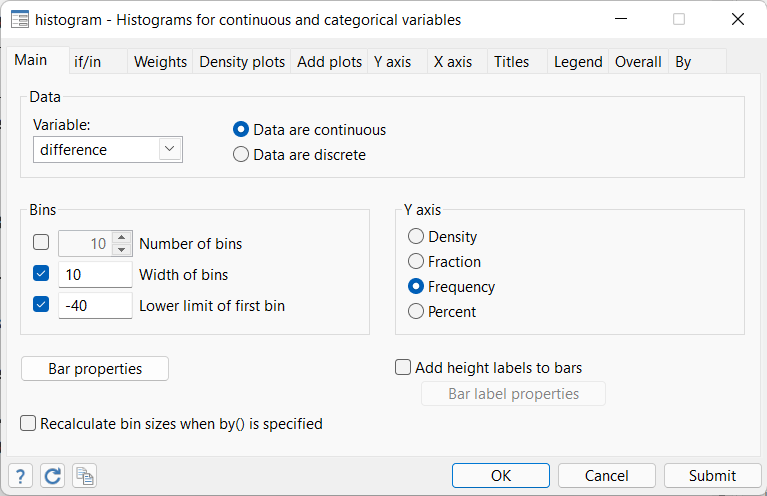 histogram - Histograms for continuous and categorical variables
Main if/in Weights Density plots Add plots Y axis X axis Titles Legend Overall By
Data
Variable:
difference
Data are continuous
Data are discrete
Bins
10 Number of bins
10 Width of bins
-40 Lower limit of first bin
Y axis
Density
Fraction
Frequency
Percent
Bar properties
Add height labels to bars
Bar label properties
Recalculate bin sizes when by() is specified
? OK Cancel Submit